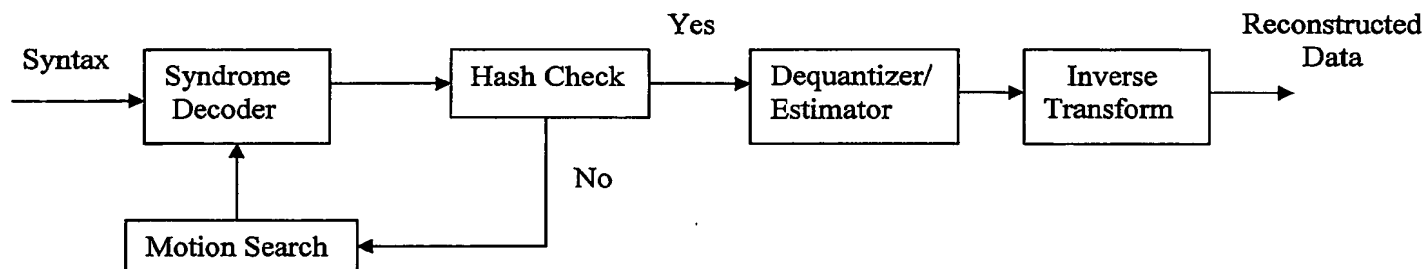 Syntax
Syndrome
Decoder
Hash Check
Yes
No
Motion Search
Dequantizer/
Estimator
Inverse
Transform
Reconstructed
Data